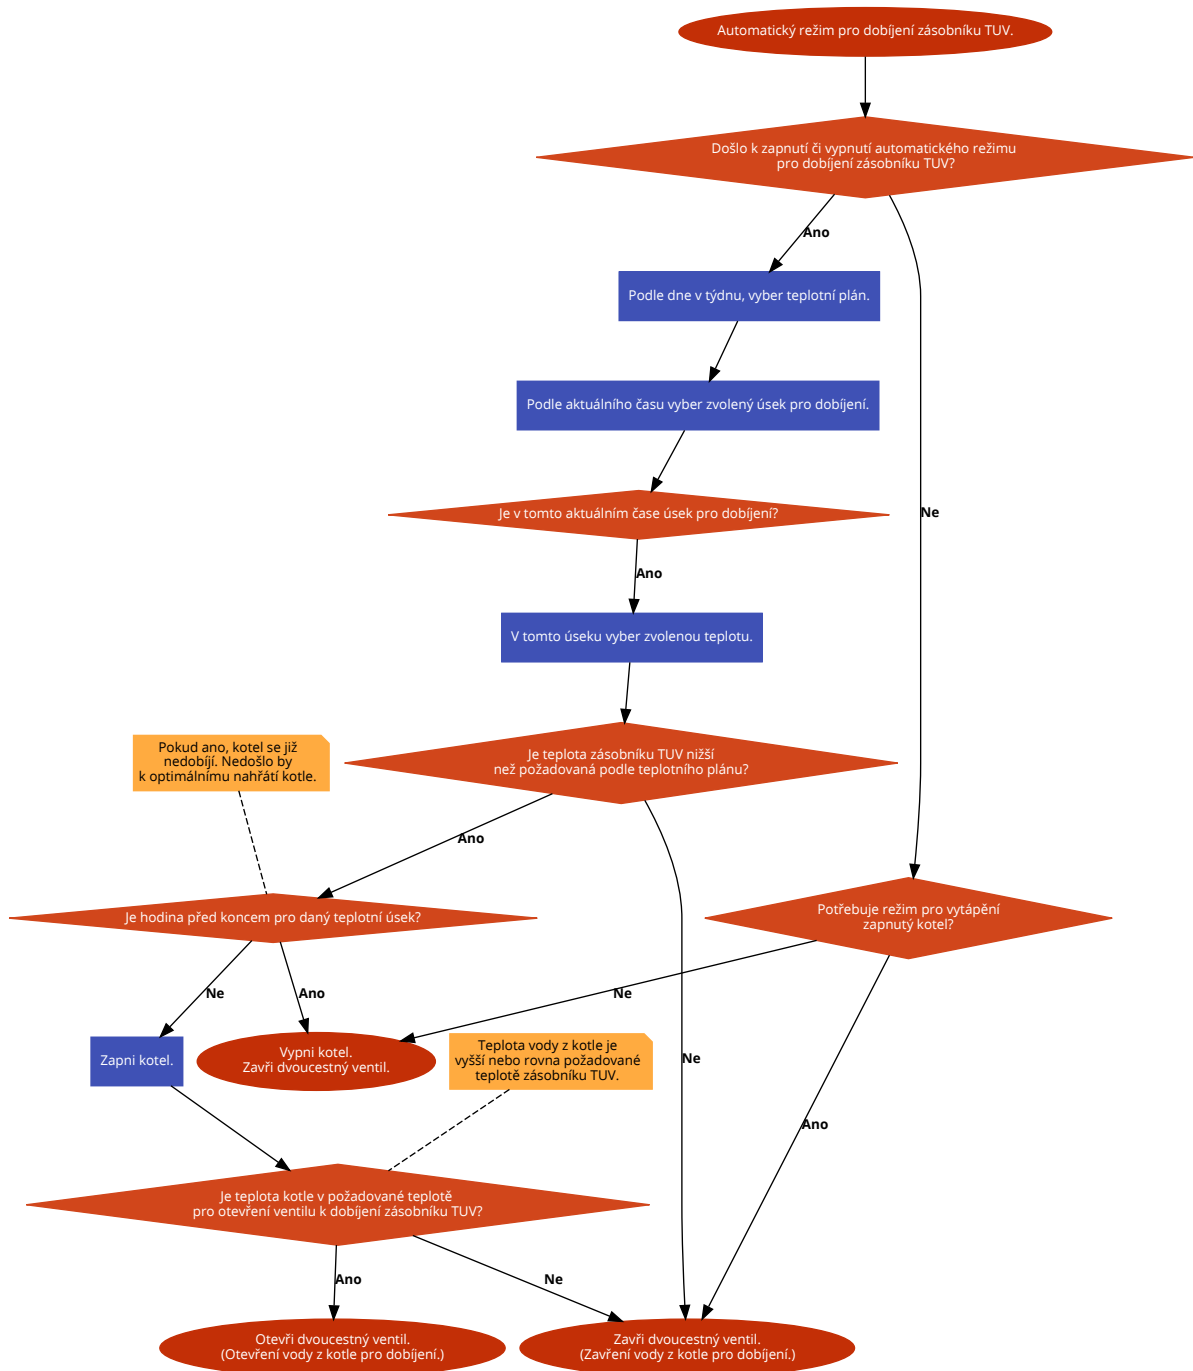 Automatický režim pro dobíjení zásobníku TUV.
Došlo k zapnutí či vypnutí automatického režimu
pro dobíjení zásobníku TUV?
Ano
Podle dne v týdnu, vyber teplotní plán.
Podle aktuálního času vyber zvolený úsek pro dobíjení.
Je v tomto aktuálním čase úsek pro dobíjení?
Ne
Ano
V tomto úseku vyber zvolenou teplotu.
Pokud ano, kotel se již
nedobíjí. Nedošlo by
k optimálnímu nahřátí kotle.
Je teplota zásobníku TUV nižší
než požadovaná podle teplotního plánu?
Ano
Je hodina před koncem pro daný teplotní úsek?
Potřebuje režim pro vytápění
zapnutý kotel?
Ne
Ano
Ne
Zapni kotel.
Vypni kotel.
Zavři dvoucestný ventil.
Teplota vody z kotle je
vyšší nebo rovna požadované
teplotě zásobníku TUV.
Ne
Ano
Je teplota kotle v požadované teplotě
pro otevření ventilu k dobíjení zásobníku TUV?
Ano
Ne
Otevři dvoucestný ventil.
(Otevření vody z kotle pro dobíjení.)
Zavři dvoucestný ventil.
(Zavření vody z kotle pro dobíjení.)